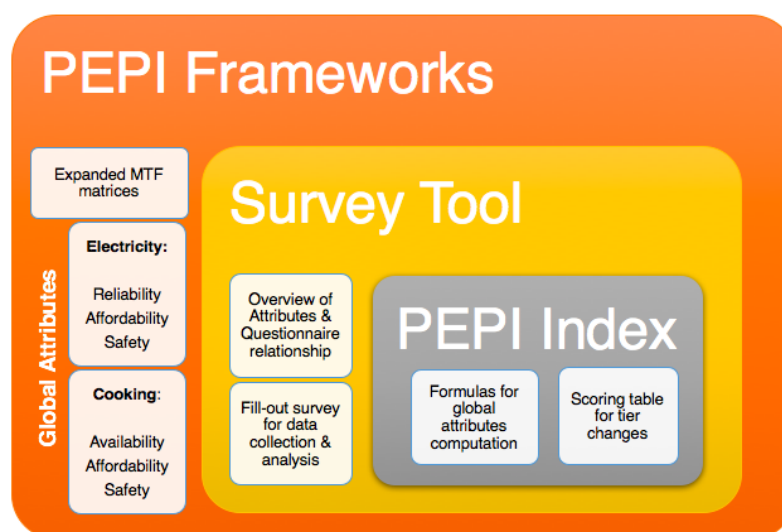 PEPI Frameworks
Expanded MTF
matrices
Global Attributes
Electricity:
Reliability
Affordability
Safety
Cooking:
Availability
Affordability
Safety
Survey Tool
Overview of
Attributes &
Questionnaire
relationship
Fill-out survey
for data
collection &
analysis
PEPI Index
Formulas for
global
attributes
computation
Scoring table
for tier
changes